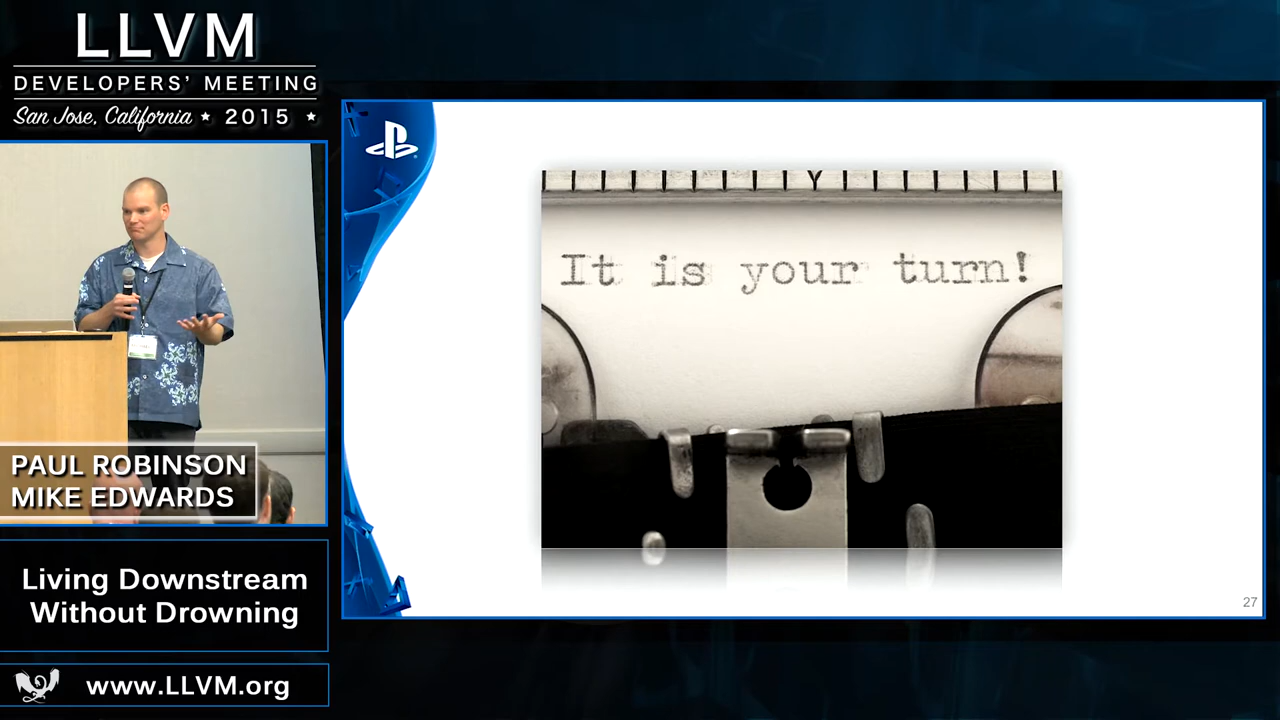 LLVM
DEVELOPERS' MEETING
San Jose, California ★ 2015 ★
PAUL ROBINSON
MIKE EDWARDS
Living Downstream
Without Drowning
www.LLVM.org
It is your turn!
27